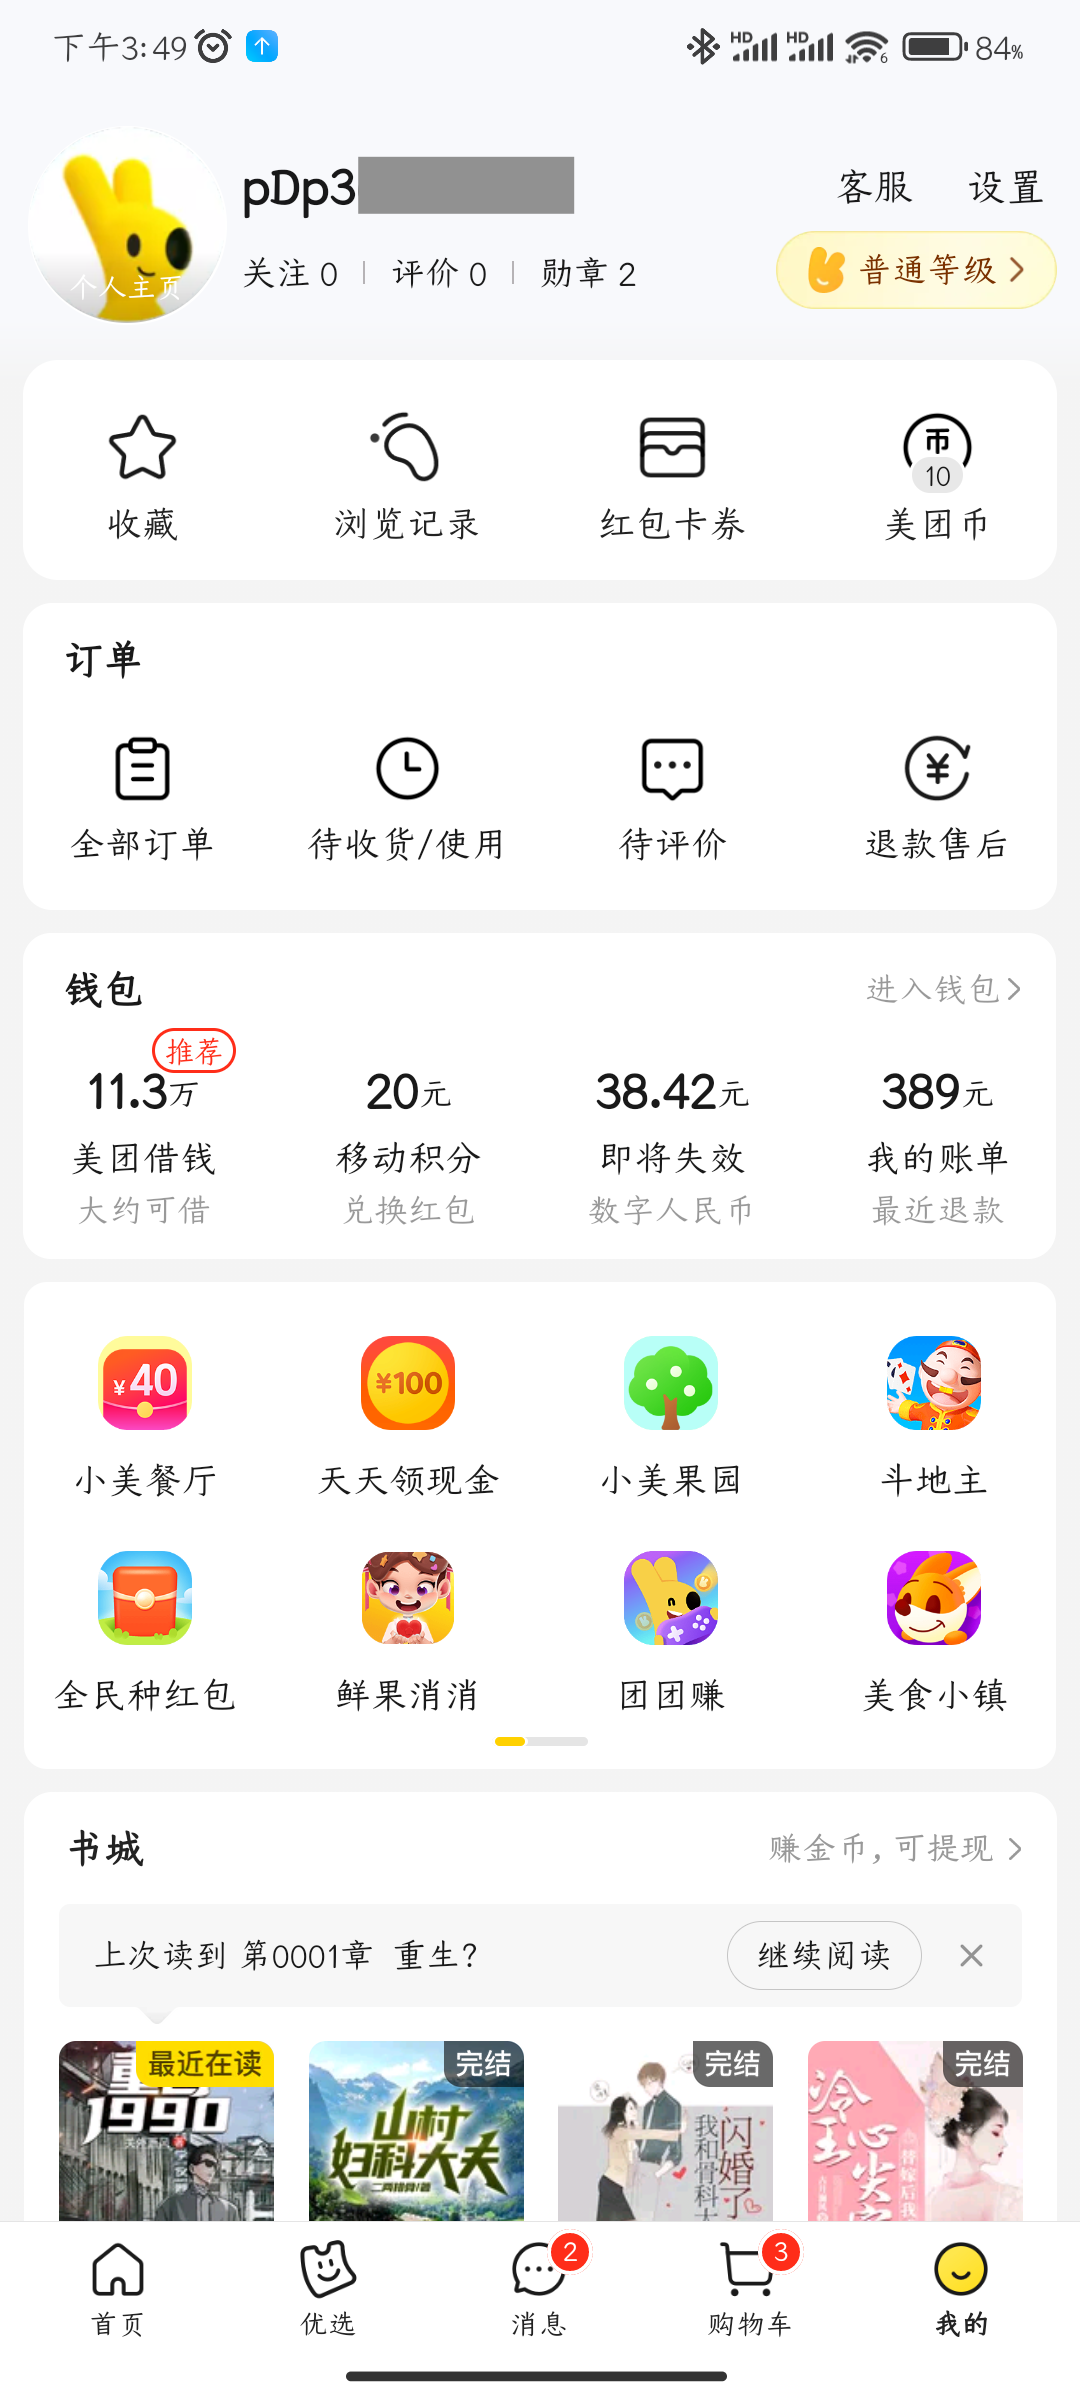 下午3:49
HD HD 6 84%
pDp3
客服 设置
个人主页
关注 0 评价 0 勋章 2
普通等级
币
10
收藏 浏览记录 红包卡券 美团币
订单
全部订单 待收货/使用 待评价 退款售后
钱包 进入钱包
推荐
11.3万 20元 38.42元 389元
美团借钱 移动积分 即将失效 我的账单
大约可借 兑换红包 数字人民币 最近退款
¥40 ¥100
小美餐厅 天天领现金 小美果园 斗地主
全民种红包 鲜果消消 团团赚 美食小镇
书城 赚金币, 可提现
上次读到 第0001章 重生? 继续阅读
最近在读 完结 完结 完结
1990
山村
妇科大夫
闪婚了
我和骨科大
冷王心尖
替嫁后我
2 3
首页 优选 消息 购物车 我的